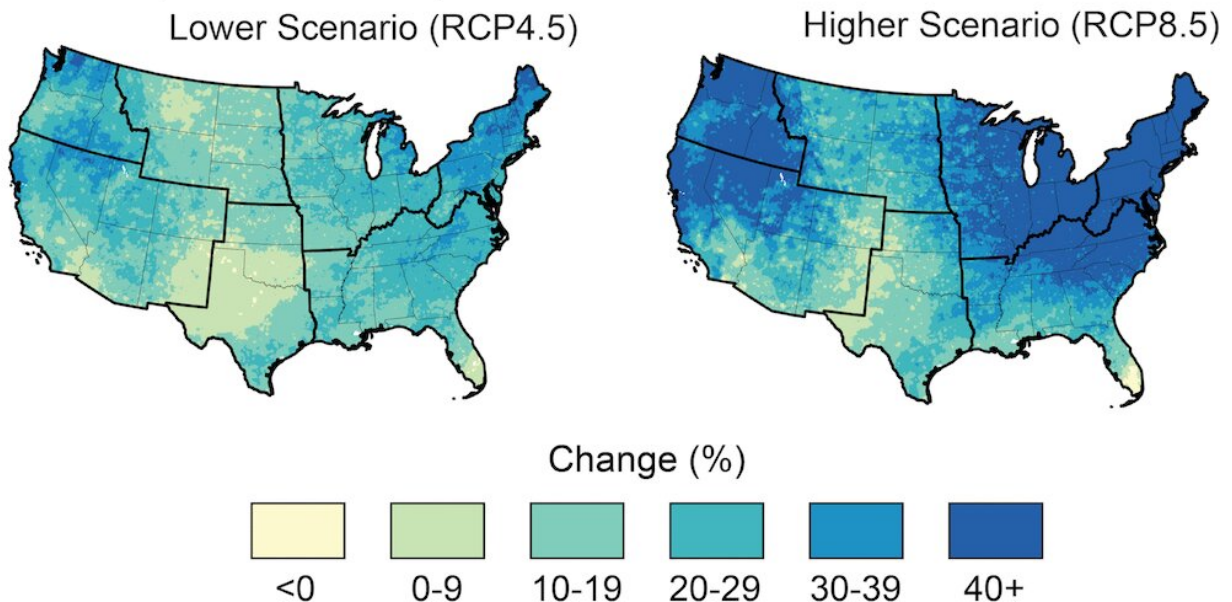 Lower Scenario (RCP4.5)
Higher Scenario (RCP8.5)
Change (%)
<0
0-9
10-19
20-29
30-39
40+